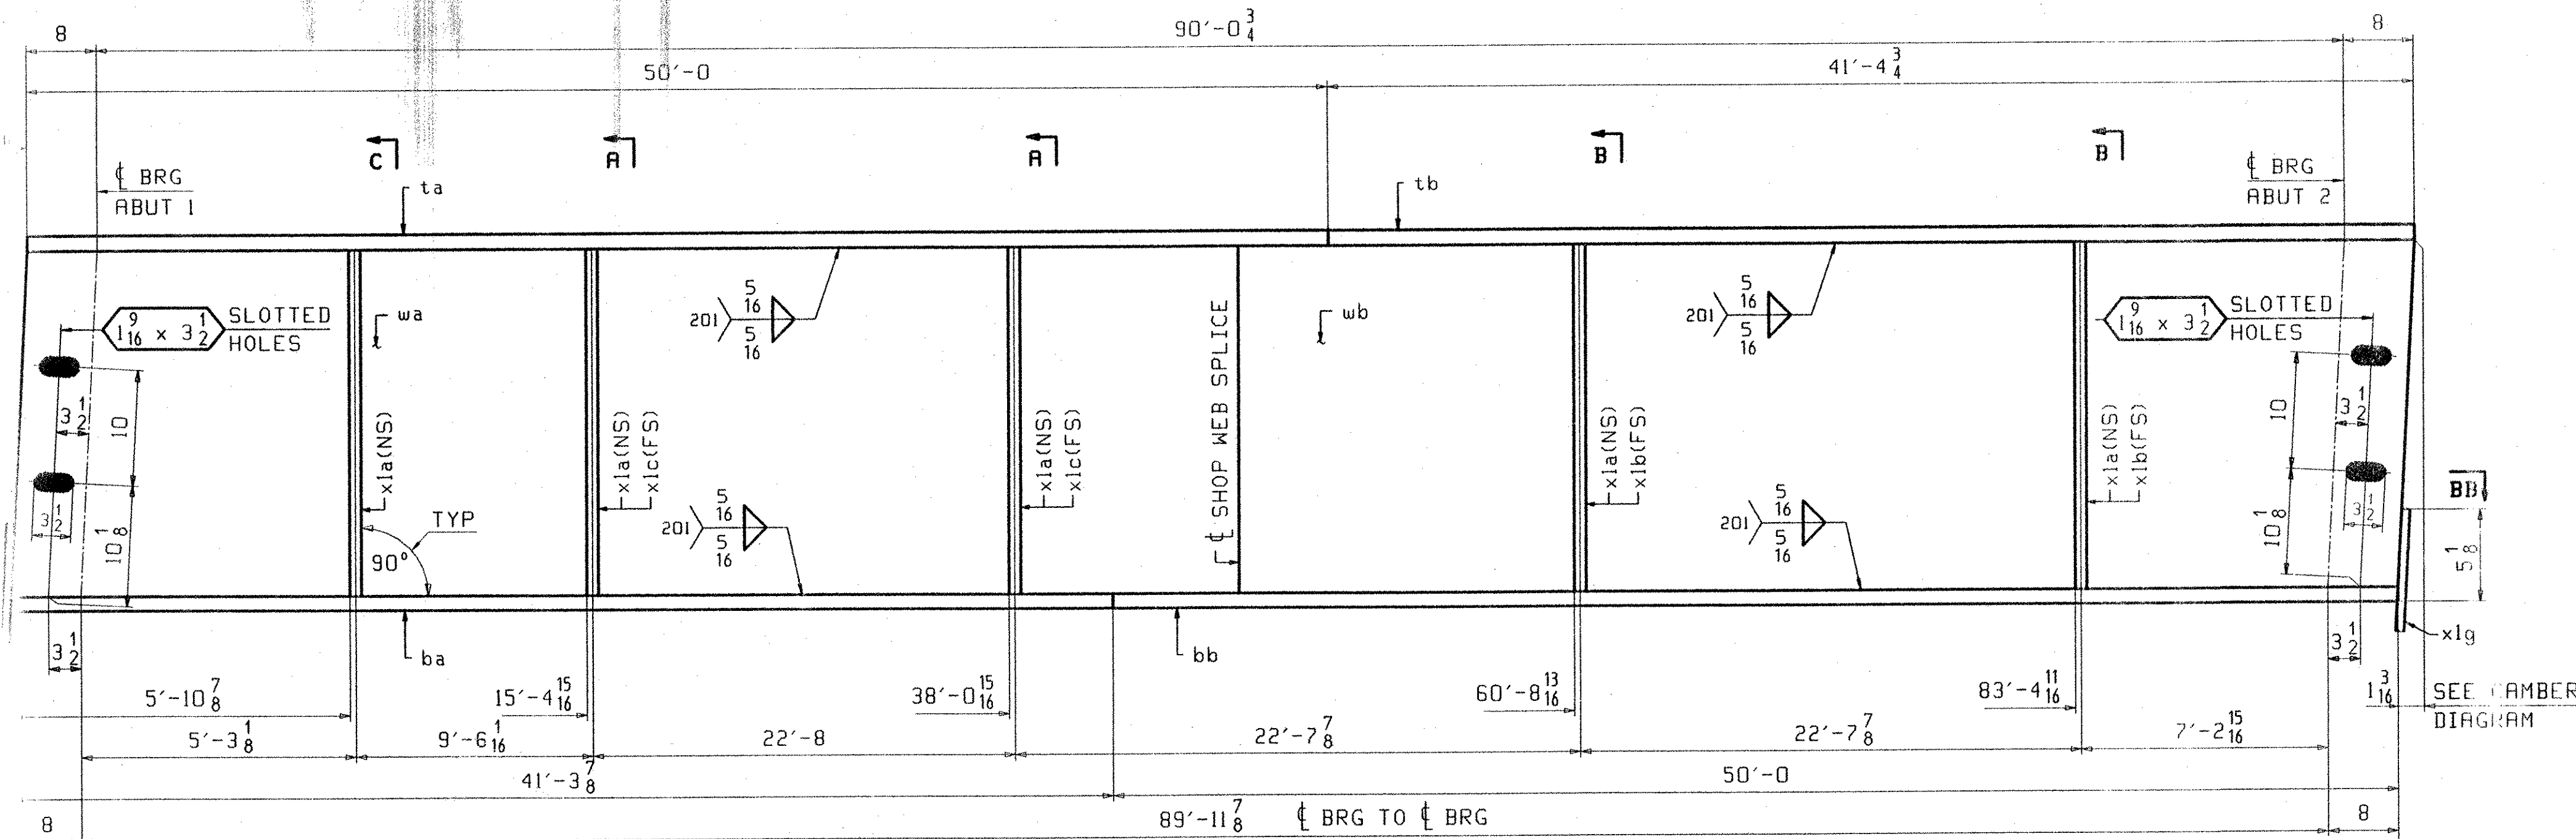 8
90'-0 3/4
8
50'-0
41'-4 3/4
C
A
A
B
B
℄ BRG
ABUT 1
ta
tb
℄ BRG
ABUT 2
1 9/16 x 3 1/2
SLOTTED
HOLES
wa
201
5/16
5/16
wb
201
5/16
5/16
1 9/16 x 3 1/2
SLOTTED
HOLES
3 1/2
10
x1a(NS)
x1a(NS)
x1c(FS)
x1a(NS)
x1c(FS)
℄ SHOP WEB SPLICE
x1a(NS)
x1b(FS)
x1a(NS)
x1b(FS)
3 1/2
10
3 1/2
10 1/8
90°
TYP
201
5/16
5/16
201
5/16
5/16
10 1/8
3 1/2
BB
5 1/8
3 1/2
ba
bb
3 1/2
x1g
5'-10 7/8
15'-4 15/16
38'-0 15/16
60'-8 13/16
83'-4 11/16
1 3/16
SEE CAMBER
DIAGRAM
5'-3 1/8
9'-6 1/16
22'-8
22'-7 7/8
22'-7 7/8
7'-2 15/16
41'-3 7/8
50'-0
8
89'-11 7/8
℄ BRG TO ℄ BRG
8